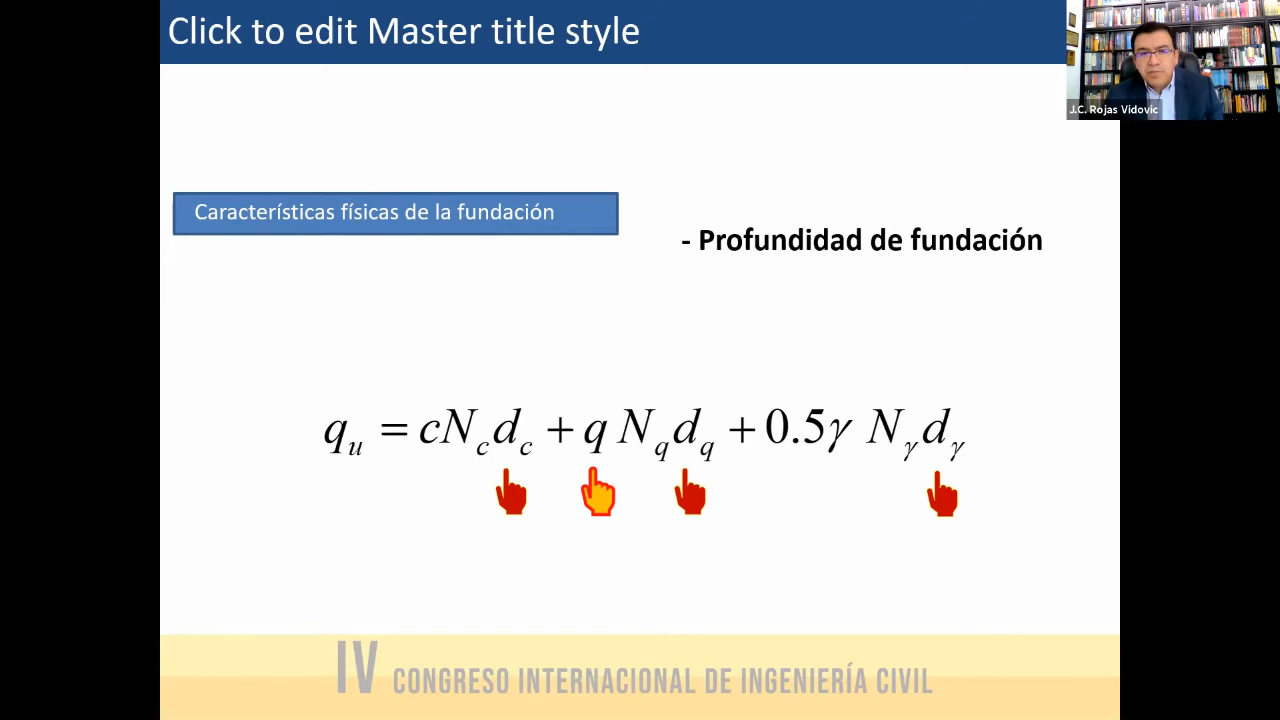 Click to edit Master title style
J.C. Rojas Vidovic
Características físicas de la fundación
- Profundidad de fundación
q_u = cN_c d_c + q N_q d_q + 0.5γ N_γ d_γ
IV CONGRESO INTERNACIONAL DE INGENIERÍA CIVIL